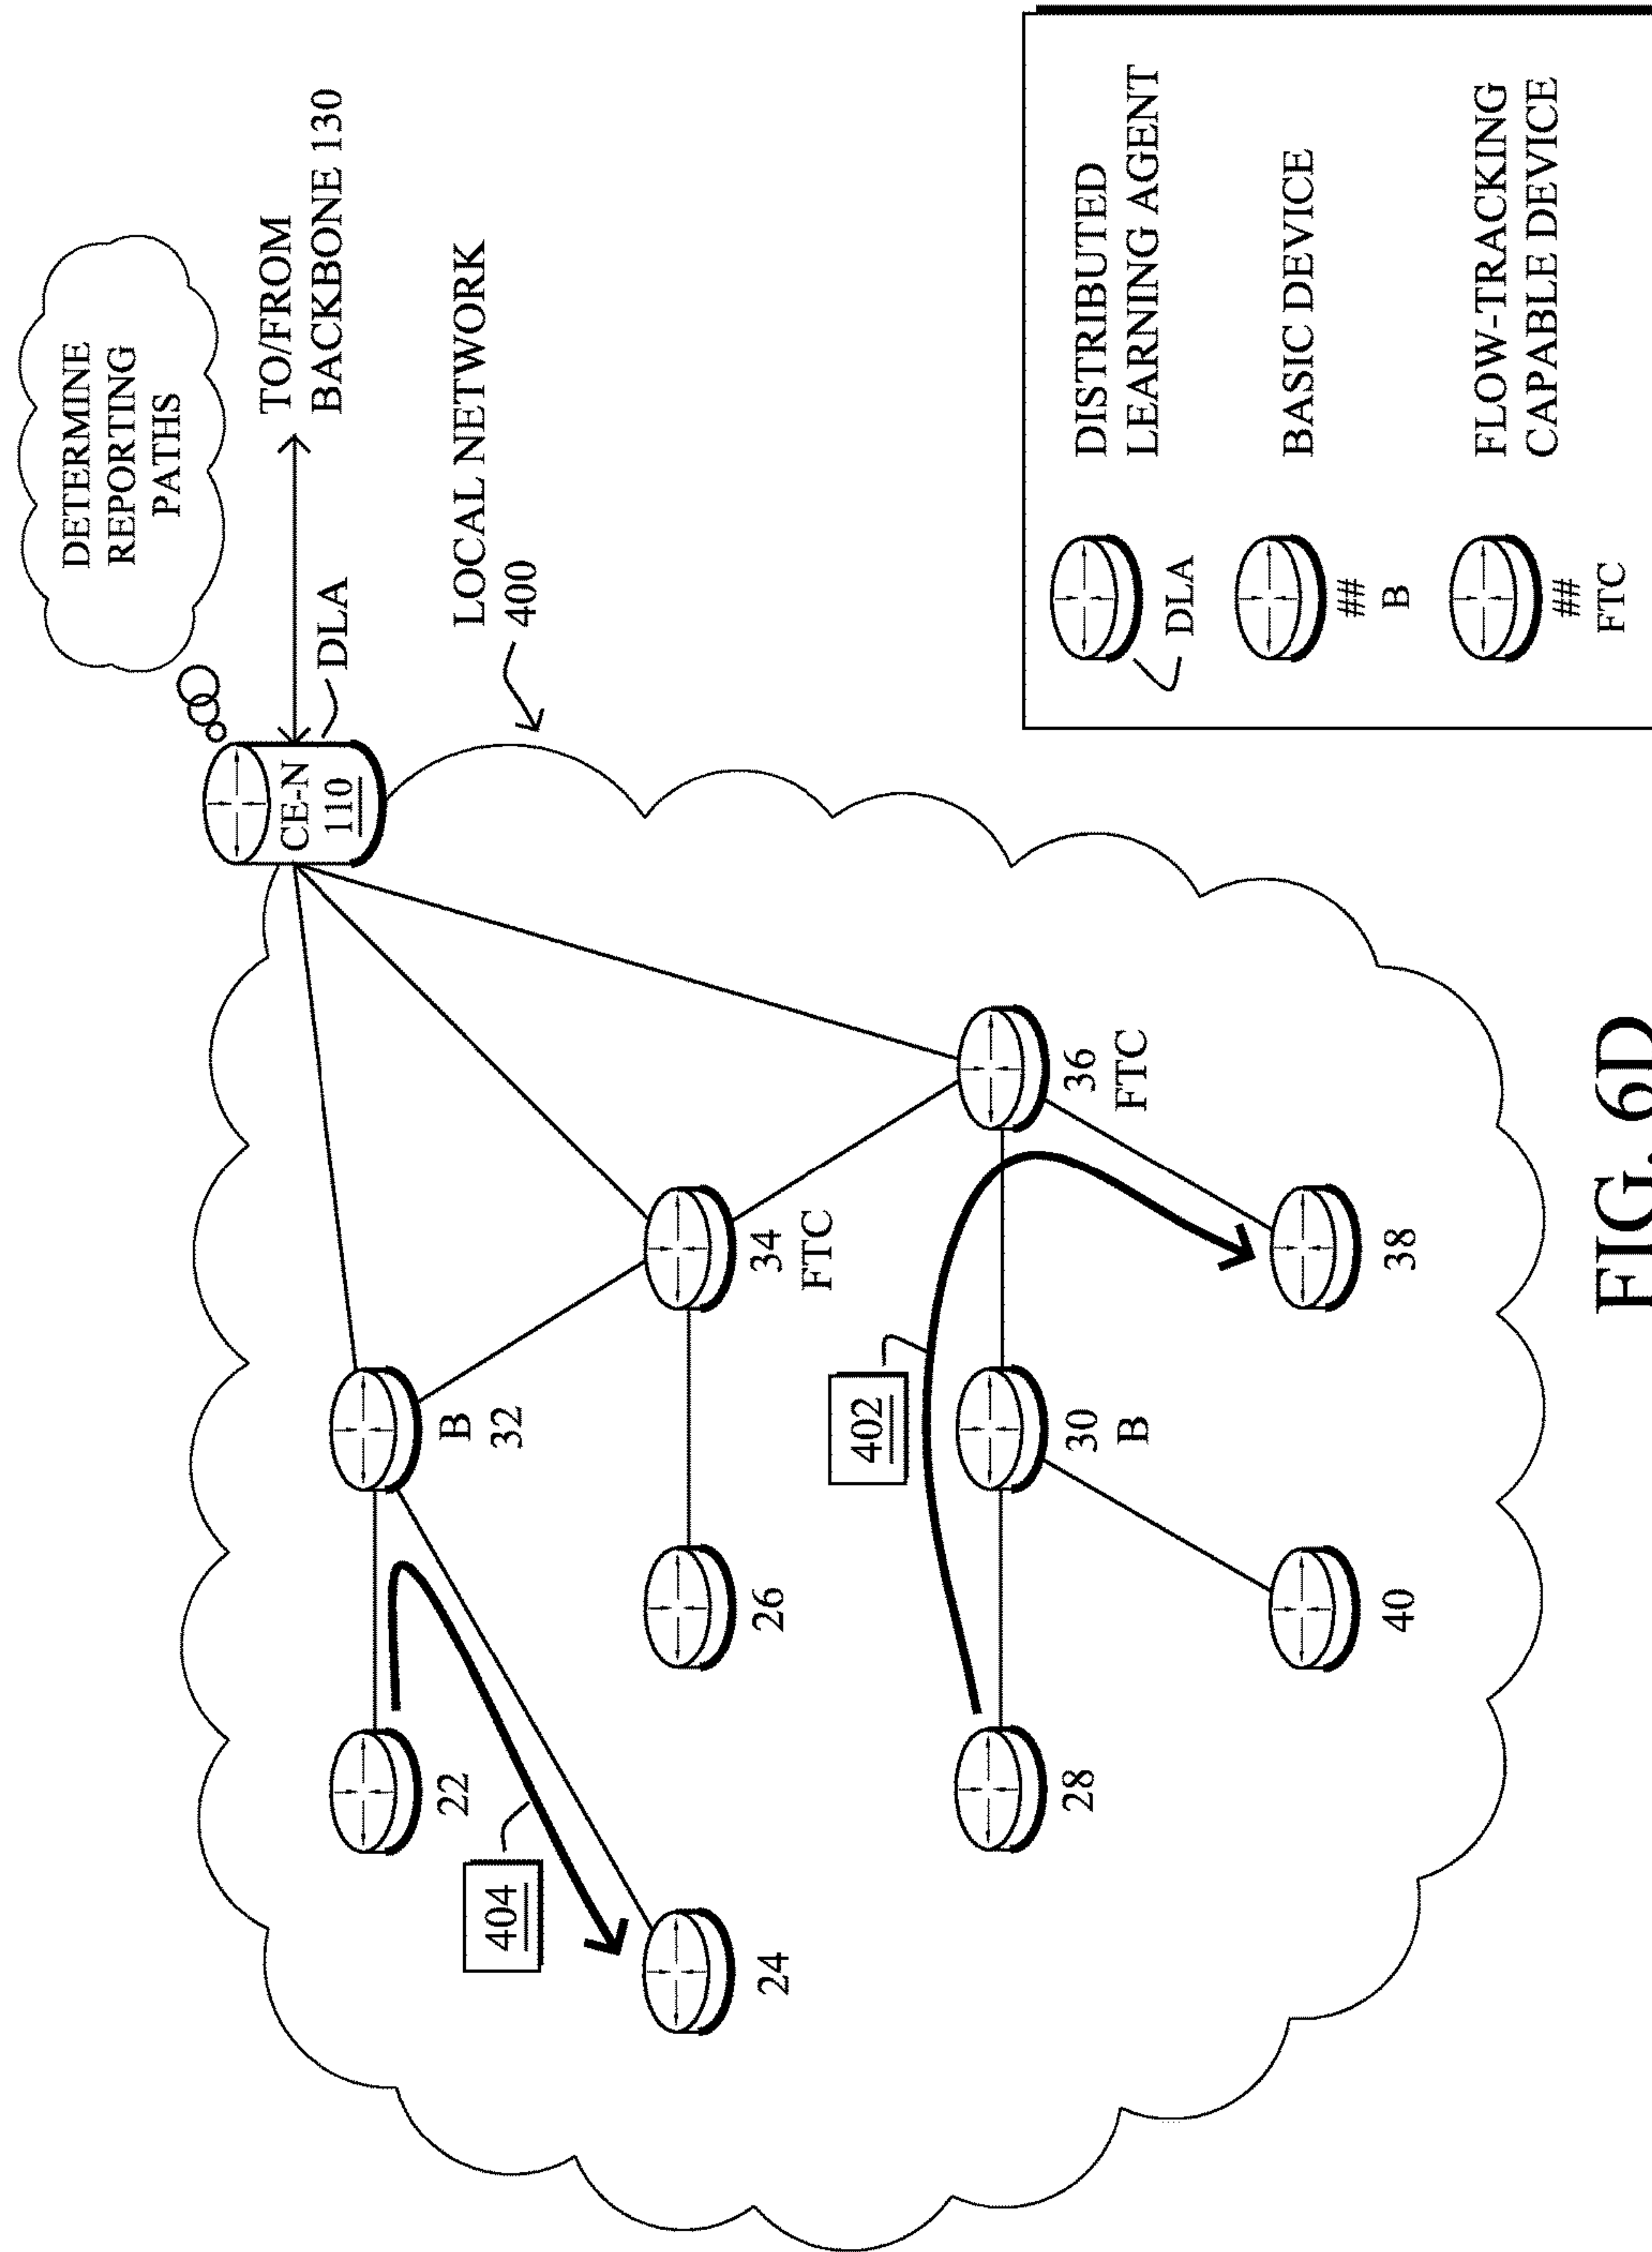 DETERMINE
REPORTING
PATHS
TO/FROM
BACKBONE 130
DLA
CE-N
110
LOCAL NETWORK
400
B
32
22
404
24
34
FTC
26
402
36
FTC
30
B
28
38
40
DLA
DISTRIBUTED
LEARNING AGENT
##
B
BASIC DEVICE
##
FTC
FLOW-TRACKING
CAPABLE DEVICE
FIG. 6D